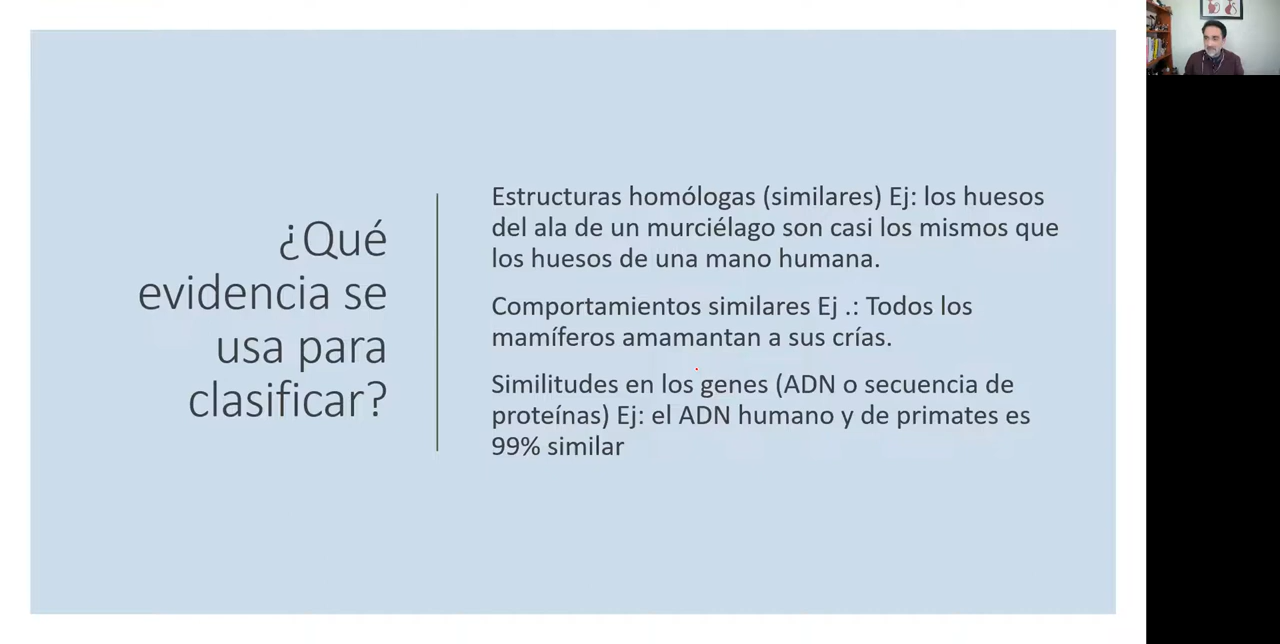 ¿Qué
evidencia se
usa para
clasificar?
Estructuras homólogas (similares) Ej: los huesos
del ala de un murciélago son casi los mismos que
los huesos de una mano humana.
Comportamientos similares Ej .: Todos los
mamíferos amamantan a sus crías.
Similitudes en los genes (ADN o secuencia de
proteínas) Ej: el ADN humano y de primates es
99% similar